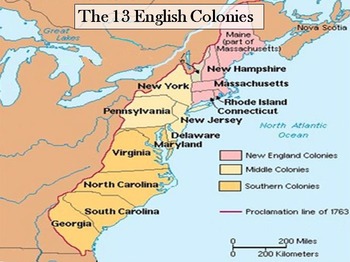 The 13 English Colonies
Great
Lakes
Nova Scotia
Maine
(part of
Massachusetts)
New Hampshire
New York
Massachusetts
Rhode Island
Connecticut
Pennsylvania
New Jersey
Delaware
Maryland
North Atlantic
Ocean
Virginia
New England Colonies
Middle Colonies
Southern Colonies
North Carolina
South Carolina
Proclamation line of 1763
Georgia
0 200 Miles
0 200 Kilometers